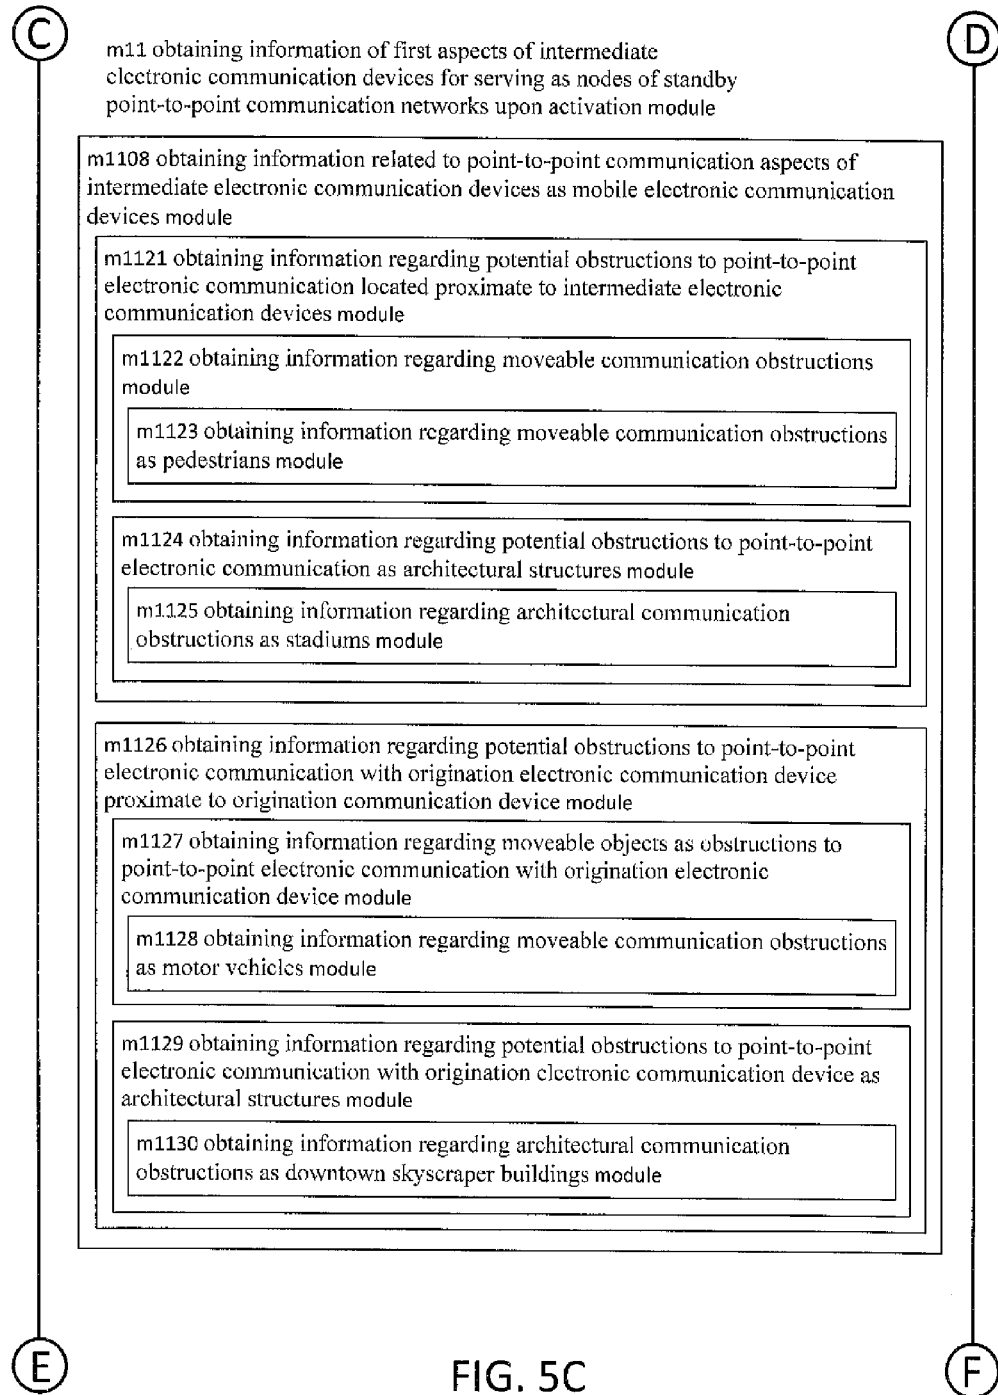 C
D
m11 obtaining information of first aspects of intermediate
electronic communication devices for serving as nodes of standby
point-to-point communication networks upon activation module
m1108 obtaining information related to point-to-point communication aspects of
intermediate electronic communication devices as mobile electronic communication
devices module
m1121 obtaining information regarding potential obstructions to point-to-point
electronic communication located proximate to intermediate electronic
communication devices module
m1122 obtaining information regarding moveable communication obstructions
module
m1123 obtaining information regarding moveable communication obstructions
as pedestrians module
m1124 obtaining information regarding potential obstructions to point-to-point
electronic communication as architectural structures module
m1125 obtaining information regarding architectural communication
obstructions as stadiums module
m1126 obtaining information regarding potential obstructions to point-to-point
electronic communication with origination electronic communication device
proximate to origination communication device module
m1127 obtaining information regarding moveable objects as obstructions to
point-to-point electronic communication with origination electronic
communication device module
m1128 obtaining information regarding moveable communication obstructions
as motor vehicles module
m1129 obtaining information regarding potential obstructions to point-to-point
electronic communication with origination electronic communication device as
architectural structures module
m1130 obtaining information regarding architectural communication
obstructions as downtown skyscraper buildings module
E
FIG. 5C
F